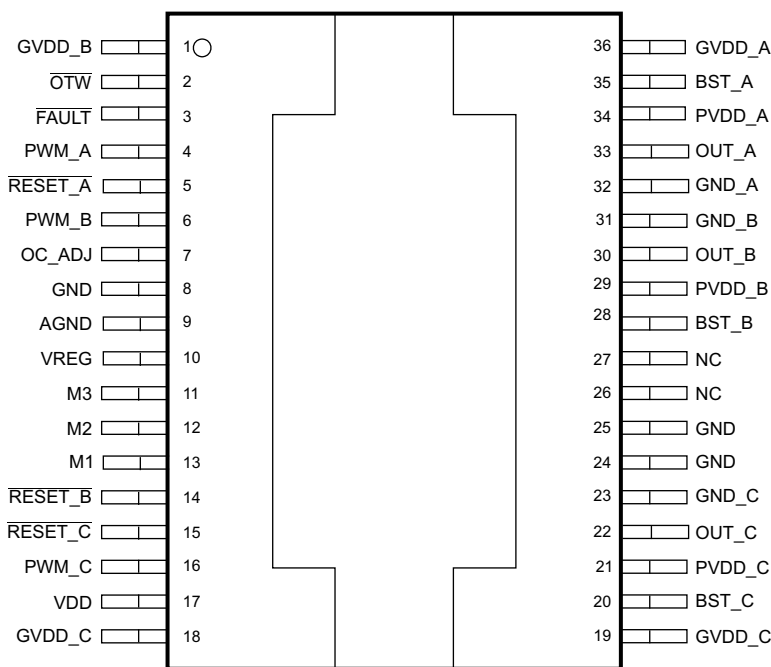 GVDD_B 1 36 GVDD_A
OTW 2 35 BST_A
FAULT 3 34 PVDD_A
PWM_A 4 33 OUT_A
RESET_A 5 32 GND_A
PWM_B 6 31 GND_B
OC_ADJ 7 30 OUT_B
GND 8 29 PVDD_B
AGND 9 28 BST_B
VREG 10 27 NC
M3 11 26 NC
M2 12 25 GND
M1 13 24 GND
RESET_B 14 23 GND_C
RESET_C 15 22 OUT_C
PWM_C 16 21 PVDD_C
VDD 17 20 BST_C
GVDD_C 18 19 GVDD_C